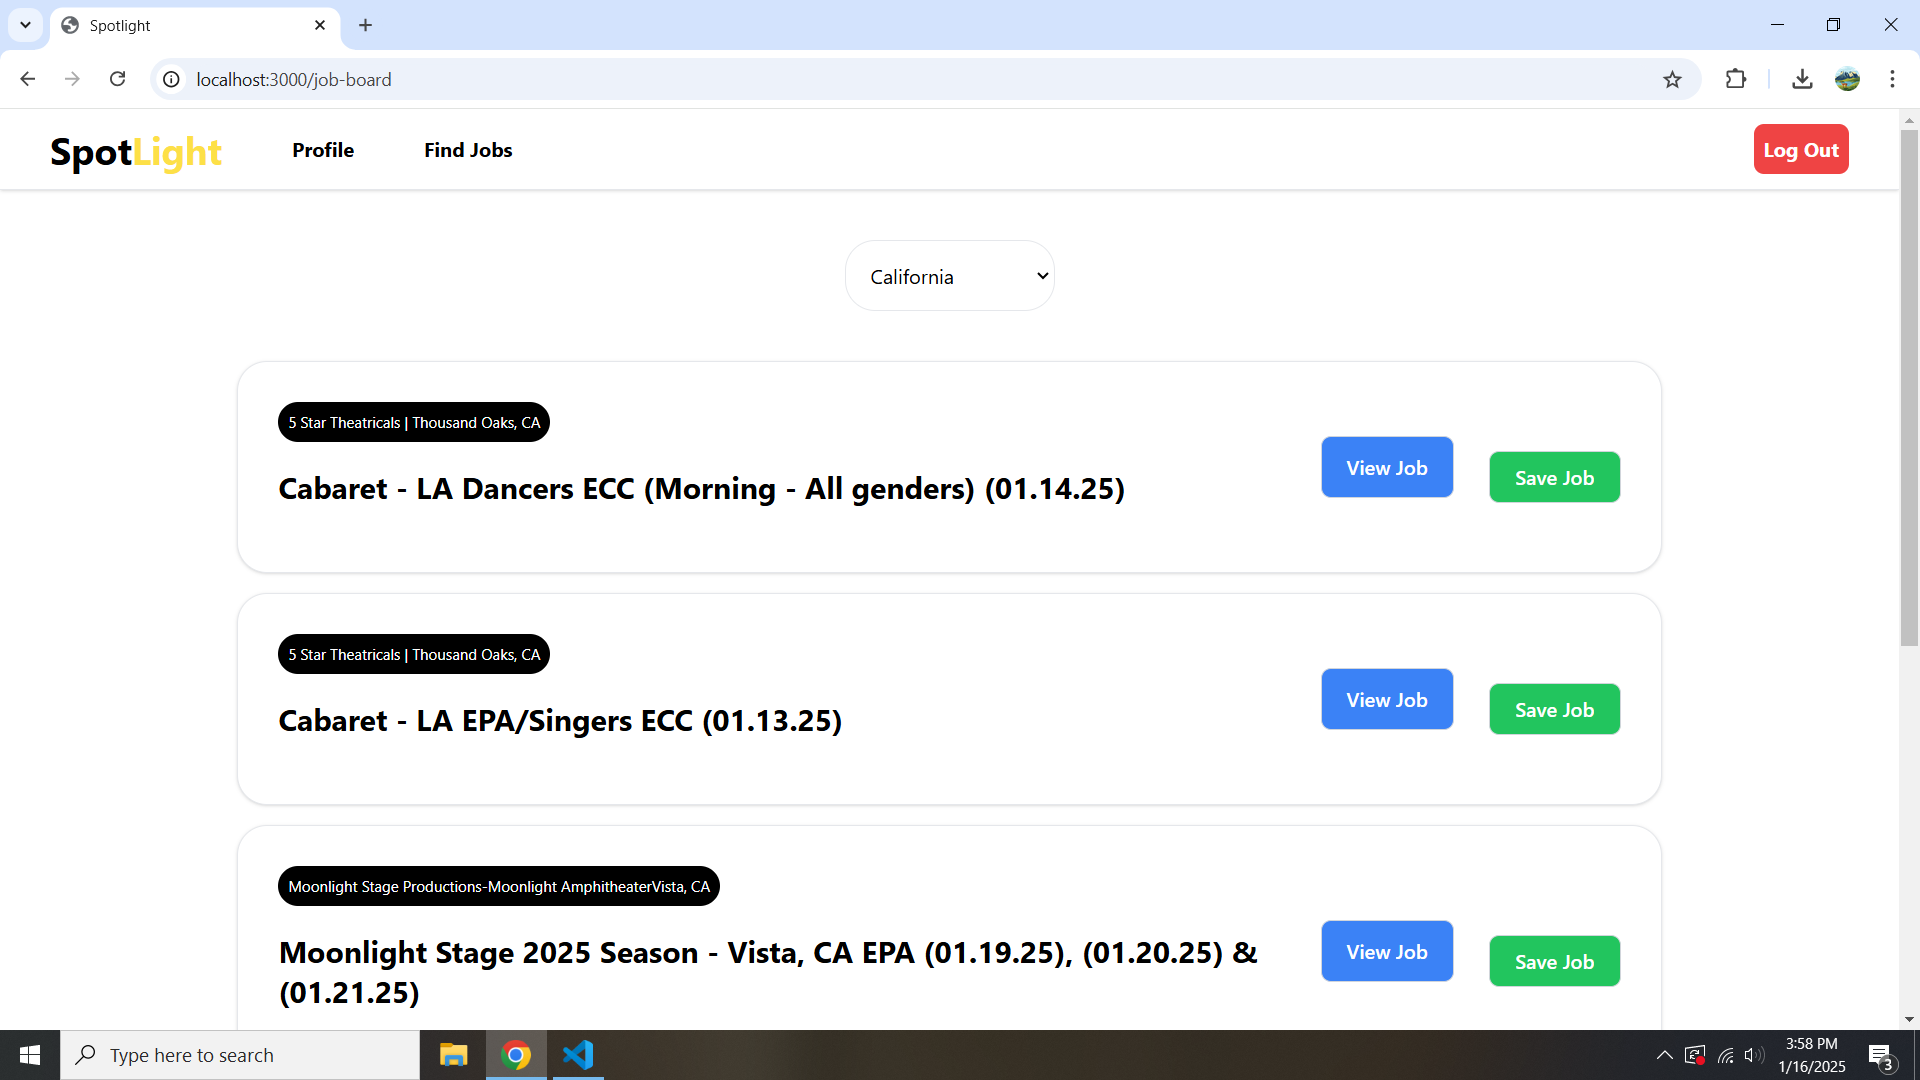 Spotlight
localhost:3000/job-board
SpotLight
Profile
Find Jobs
Log Out
California
5 Star Theatricals | Thousand Oaks, CA
Cabaret - LA Dancers ECC (Morning - All genders) (01.14.25)
View Job
Save Job
5 Star Theatricals | Thousand Oaks, CA
Cabaret - LA EPA/Singers ECC (01.13.25)
View Job
Save Job
Moonlight Stage Productions-Moonlight AmphitheaterVista, CA
Moonlight Stage 2025 Season - Vista, CA EPA (01.19.25), (01.20.25) &
(01.21.25)
View Job
Save Job
Type here to search
3:58 PM
1/16/2025
3